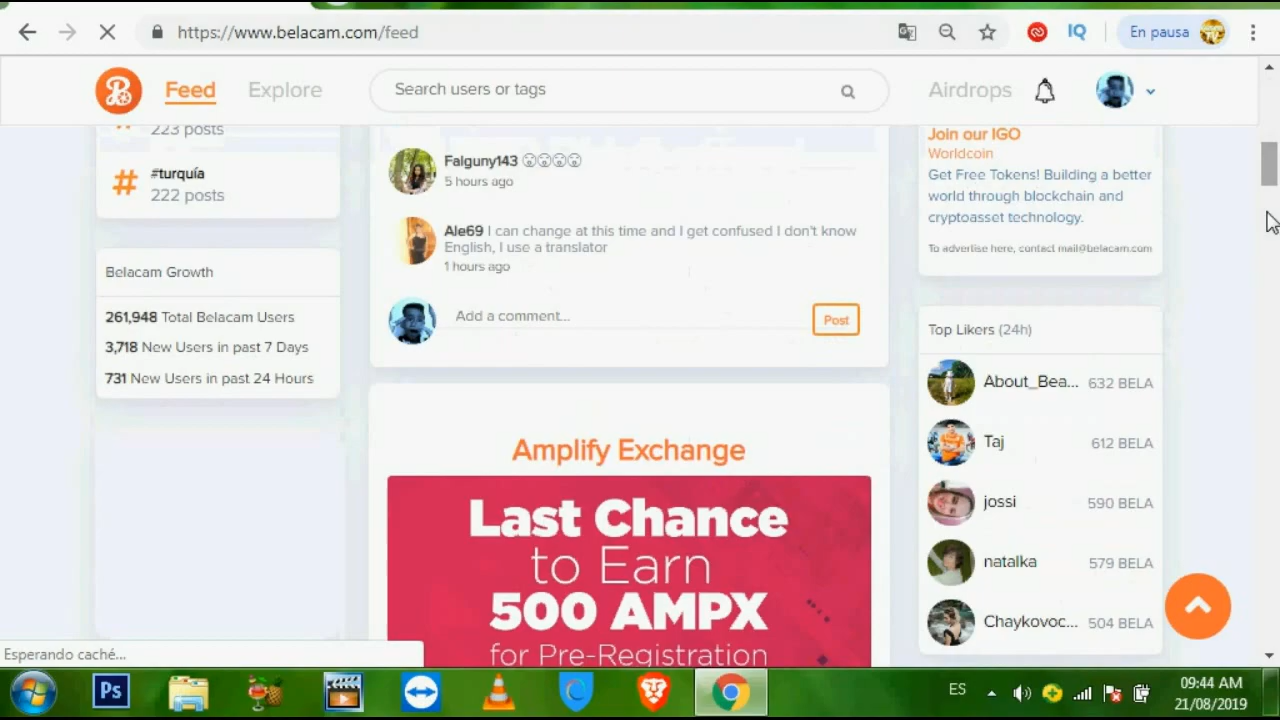 https://www.belacam.com/feed
En pausa
Feed
Explore
Search users or tags
Airdrops
223 posts
#turquía
222 posts
Belacam Growth
261,948 Total Belacam Users
3,718 New Users in past 7 Days
731 New Users in past 24 Hours
Falguny143
5 hours ago
Ale69 I can change at this time and I get confused I don't know
English, I use a translator
1 hours ago
Add a comment...
Post
Amplify Exchange
Last Chance
to Earn
500 AMPX
for Pre-Registration
Join our IGO
Worldcoin
Get Free Tokens! Building a better
world through blockchain and
cryptoasset technology.
To advertise here, contact mail@belacam.com
Top Likers (24h)
About_Bea... 632 BELA
Taj 612 BELA
jossi 590 BELA
natalka 579 BELA
Chaykovoc... 504 BELA
Esperando caché...
Ps
ES
09:44 AM
21/08/2019